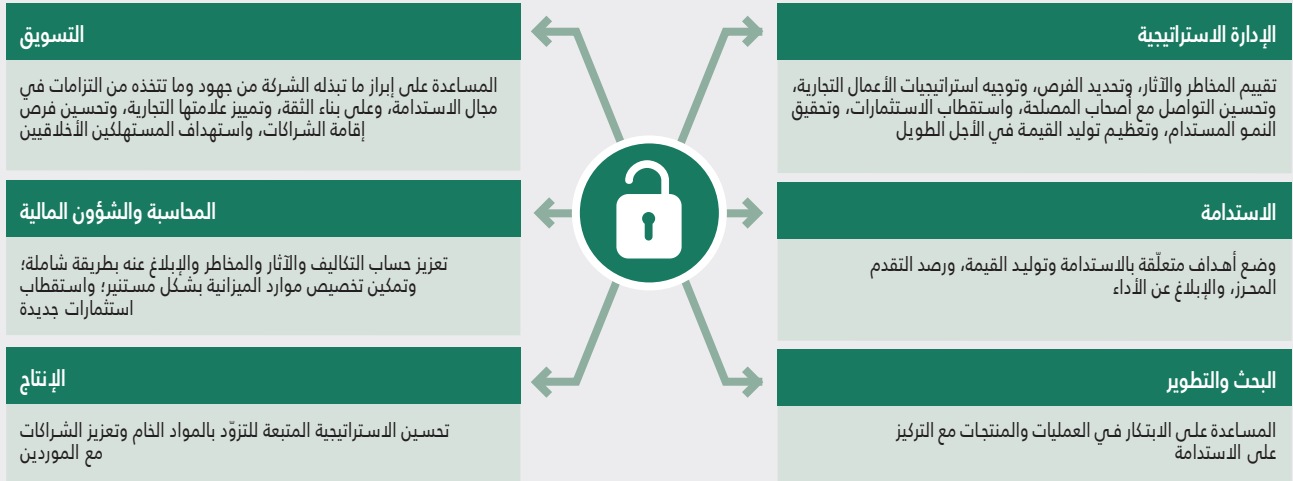 الإدارة الاستراتيجية
تقييم المخاطر والآثار، وتحديد الفرص، وتوجيه استراتيجيات الأعمال التجارية،
وتحسين التواصل مع أصحاب المصلحة، واستقطاب الاستثمارات، وتحقيق
النمو المستدام، وتعظيم توليد القيمة في الأجل الطويل
الاستدامة
وضع أهداف متعلّقة بالاستدامة وتوليد القيمة، ورصد التقدم
المحرز، والإبلاغ عن الأداء
البحث والتطوير
المساعدة على الابتكار في العمليات والمنتجات مع التركيز
على الاستدامة
التسويق
المساعدة على إبراز ما تبذله الشركة من جهود وما تتخذه من التزامات في
مجال الاستدامة، وعلى بناء الثقة، وتمييز علامتها التجارية، وتحسين فرص
إقامة الشراكات، واستهداف المستهلكين الأخلاقيين
المحاسبة والشؤون المالية
تعزيز حساب التكاليف والآثار والمخاطر والإبلاغ عنه بطريقة شاملة؛
وتمكين تخصيص موارد الميزانية بشكل مستنير؛ واستقطاب
استثمارات جديدة
الإنتاج
تحسين الاستراتيجية المتبعة للتزوّد بالمواد الخام وتعزيز الشراكات
مع الموردين